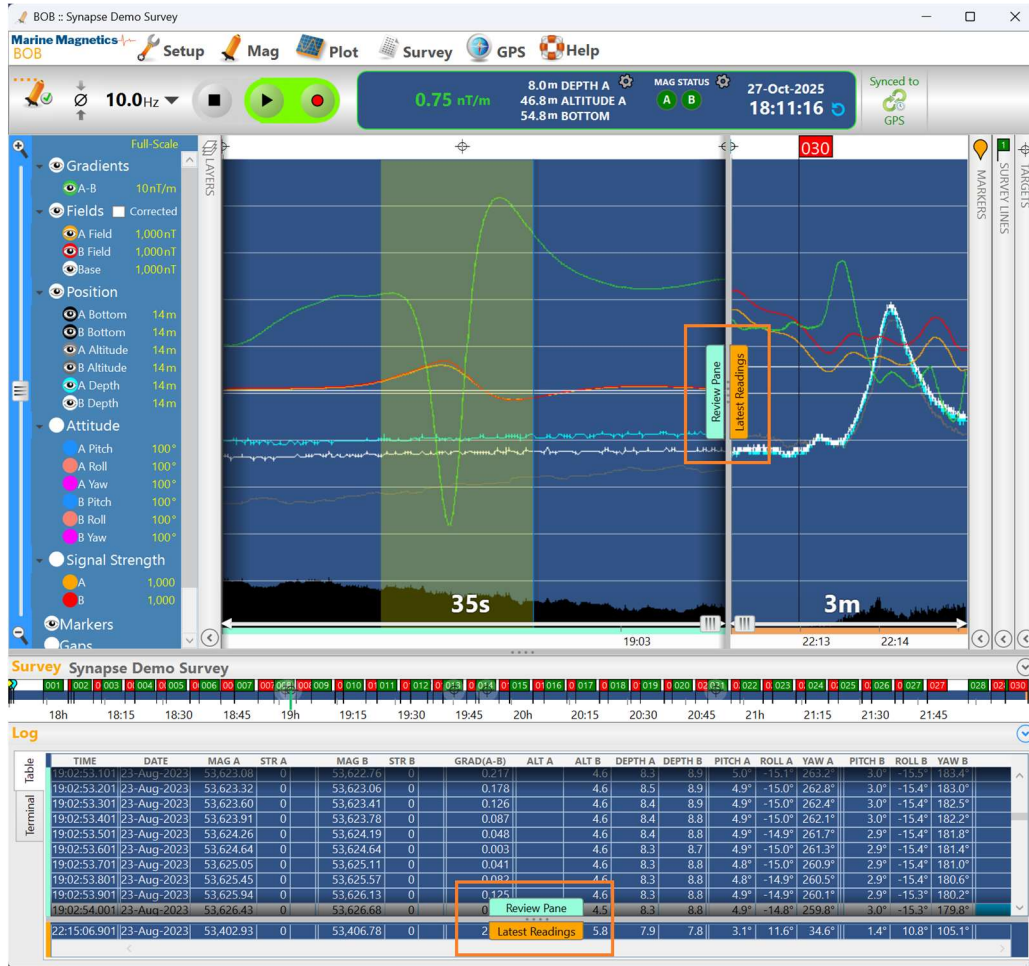 BOB :: Synapse Demo Survey
Marine Magnetics
BOB
Setup Mag Plot Survey GPS Help
10.0Hz
0.75 nT/m
8.0m DEPTH A
46.8m ALTITUDE A
54.8m BOTTOM
MAG STATUS
A B
27-Oct-2025
18:11:16
Synced to
GPS
Full-Scale
Gradients
A-B 10nT/m
Fields Corrected
A Field 1,000nT
B Field 1,000nT
Base 1,000nT
Position
A Bottom 14m
B Bottom 14m
A Altitude 14m
B Altitude 14m
A Depth 14m
B Depth 14m
Attitude
A Pitch 100°
A Roll 100°
A Yaw 100°
B Pitch 100°
B Roll 100°
B Yaw 100°
Signal Strength
A 1,000
B 1,000
Markers
Gaps
LAYERS
030
Review Pane
Latest Readings
35s
3m
19:03 22:13 22:14
MARKERS
1
SURVEY LINES
TARGETS
Survey Synapse Demo Survey
18h 18:15 18:30 18:45 19h 19:15 19:30 19:45 20h 20:15 20:30 20:45 21h 21:15 21:30 21:45
Log
Table
Terminal
TIME DATE MAG A STR A MAG B STR B GRAD(A-B) ALT A ALT B DEPTH A DEPTH B PITCH A ROLL A YAW A PITCH B ROLL B YAW B
19:02:53.101 23-Aug-2023 53,623.08 0 53,622.76 0 0.217 4.6 8.3 8.9 5.0° -15.1° 263.2° 3.0° -15.5° 183.4°
19:02:53.201 23-Aug-2023 53,623.32 0 53,623.06 0 0.178 4.6 8.5 8.9 4.9° -15.0° 262.8° 3.0° -15.4° 183.0°
19:02:53.301 23-Aug-2023 53,623.60 0 53,623.41 0 0.126 4.6 8.4 8.9 4.9° -15.0° 262.4° 3.0° -15.4° 182.5°
19:02:53.401 23-Aug-2023 53,623.91 0 53,623.78 0 0.087 4.6 8.4 8.8 4.9° -15.0° 262.1° 3.0° -15.4° 182.2°
19:02:53.501 23-Aug-2023 53,624.26 0 53,624.19 0 0.048 4.6 8.4 8.8 4.9° -14.9° 261.7° 2.9° -15.4° 181.8°
19:02:53.601 23-Aug-2023 53,624.64 0 53,624.64 0 0.003 4.6 8.3 8.7 4.9° -15.0° 261.3° 2.9° -15.4° 181.4°
19:02:53.701 23-Aug-2023 53,625.05 0 53,625.11 0 0.041 4.6 8.3 8.8 4.8° -15.0° 260.9° 2.9° -15.4° 181.0°
19:02:53.801 23-Aug-2023 53,625.45 0 53,625.57 0 0.082 4.6 8.3 8.8 4.8° -14.9° 260.5° 2.9° -15.4° 180.6°
19:02:53.901 23-Aug-2023 53,625.94 0 53,626.13 0 0.125 4.6 8.3 8.8 4.9° -14.9° 260.1° 2.9° -15.3° 180.2°
19:02:54.001 23-Aug-2023 53,626.43 0 53,626.68 0 Review Pane 4.5 8.3 8.8 4.9° -14.8° 259.8° 3.0° -15.3° 179.8°
22:15:06.901 23-Aug-2023 53,402.93 0 53,406.78 0 Latest Readings 5.8 7.9 7.8 3.1° 11.6° 34.6° 1.4° 10.8° 105.1°